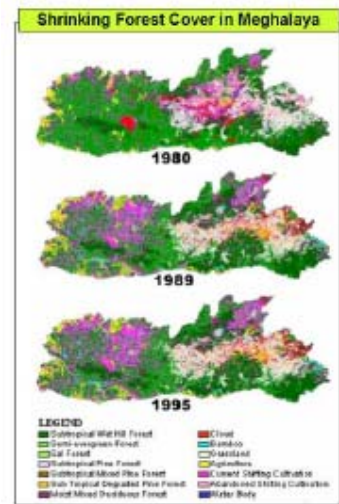 Shrinking Forest Cover in Meghalaya
1980
1989
1995
LEGEND
Subtropical Wet Hill Forest
Semi-evergreen Forest
Sal Forest
Subtropical Pine Forest
Subtropical Mixed Pine Forest
Sub Tropical Degraded Pine Forest
Moist Mixed Deciduous Forest
Cloud
Bamboo
Grassland
Agriculture
Current Shifting Cultivation
Abandoned Shifting Cultivation
Water Body